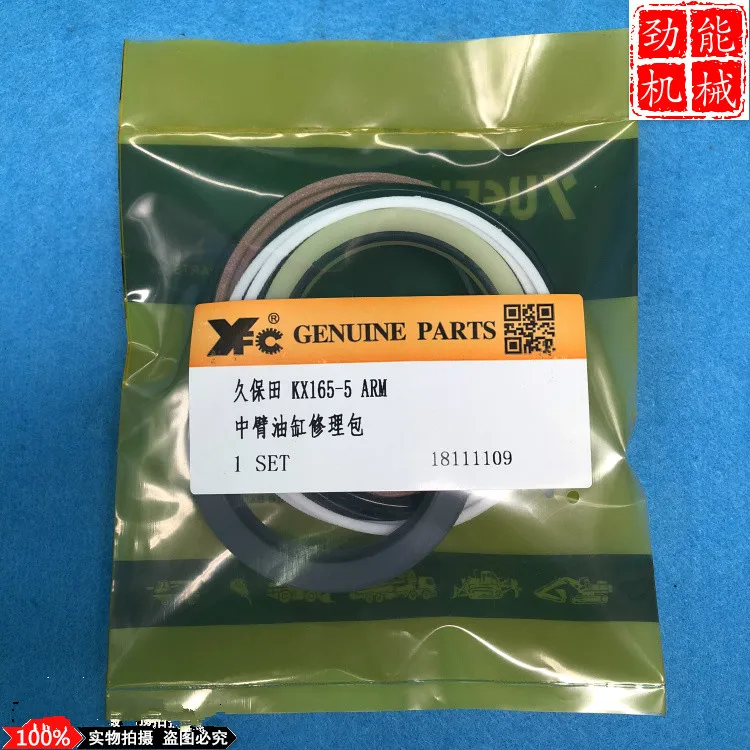 劲能
机械
YFC® GENUINE PARTS
久保田 KX165-5 ARM
中臂油缸修理包
1 SET 18111109
100% 实物拍摄 盗图必究